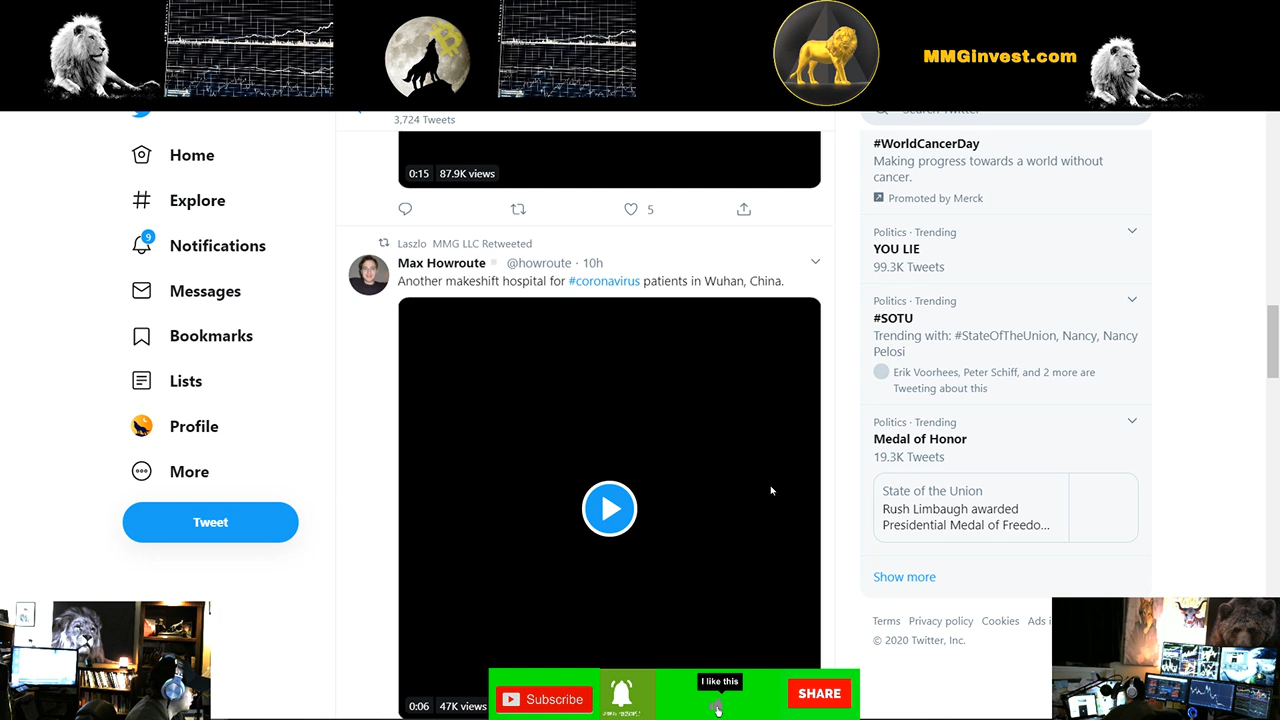 MMGinvest.com
3,724 Tweets
Search Twitter
Home
Explore
9
Notifications
Messages
Bookmarks
Lists
Profile
More
Tweet
0:15 87.9K views
5
Laszlo MMG LLC Retweeted
Max Howroute @howroute · 10h
Another makeshift hospital for #coronavirus patients in Wuhan, China.
0:06 47K views
#WorldCancerDay
Making progress towards a world without
cancer.
Promoted by Merck
Politics · Trending
YOU LIE
99.3K Tweets
Politics · Trending
#SOTU
Trending with: #StateOfTheUnion, Nancy, Nancy
Pelosi
Erik Voorhees, Peter Schiff, and 2 more are
Tweeting about this
Politics · Trending
Medal of Honor
19.3K Tweets
State of the Union
Rush Limbaugh awarded
Presidential Medal of Freedo...
Show more
Terms Privacy policy Cookies Ads i
© 2020 Twitter, Inc.
Subscribe
I like this
SHARE